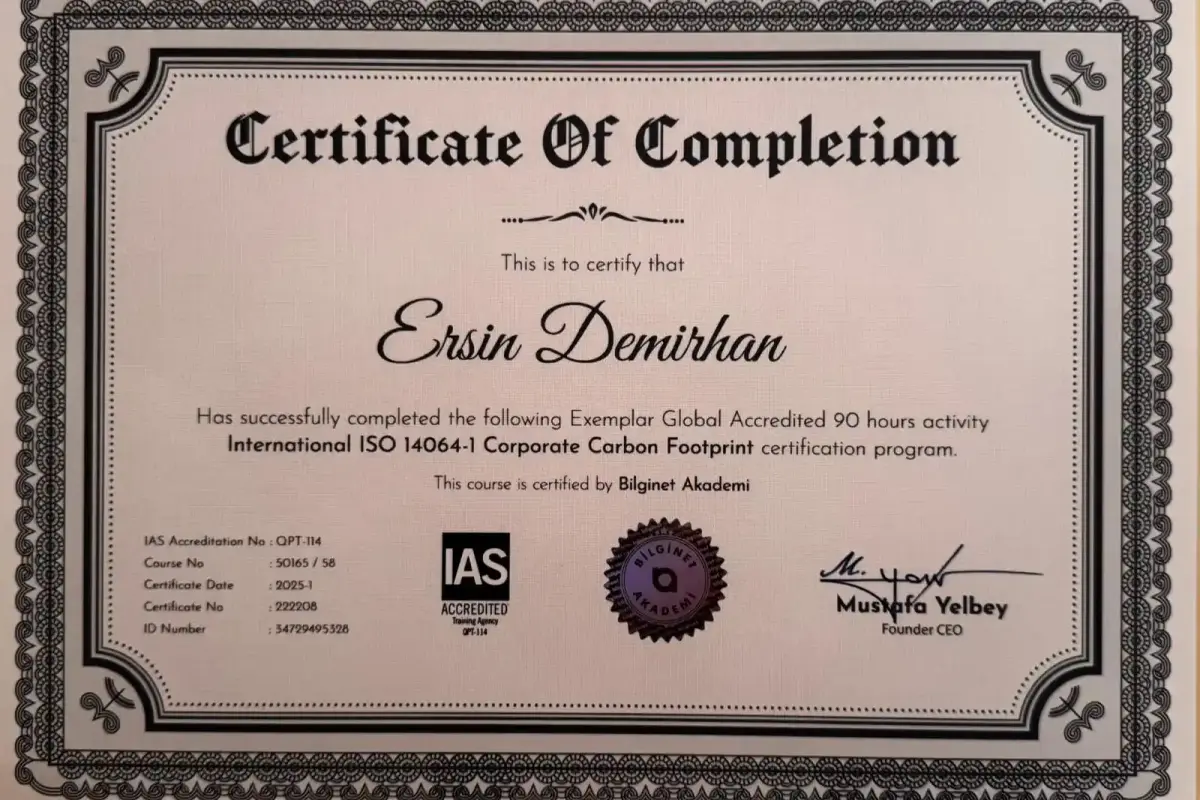 Certificate Of Completion
This is to certify that
Ersin Demirhan
Has successfully completed the following Exemplar Global Accredited 90 hours activity
International ISO 14064-1 Corporate Carbon Footprint certification program.
This course is certified by Bilginet Akademi
IAS Accreditation No : QPT-114
Course No : 50165 / 58
Certificate Date : 2025-1
Certificate No : 222208
ID Number : 34729495328
IAS
ACCREDITED
Training Agency
QPT-114
BİLGİNET
AKADEMİ
Mustafa Yelbey
Founder CEO